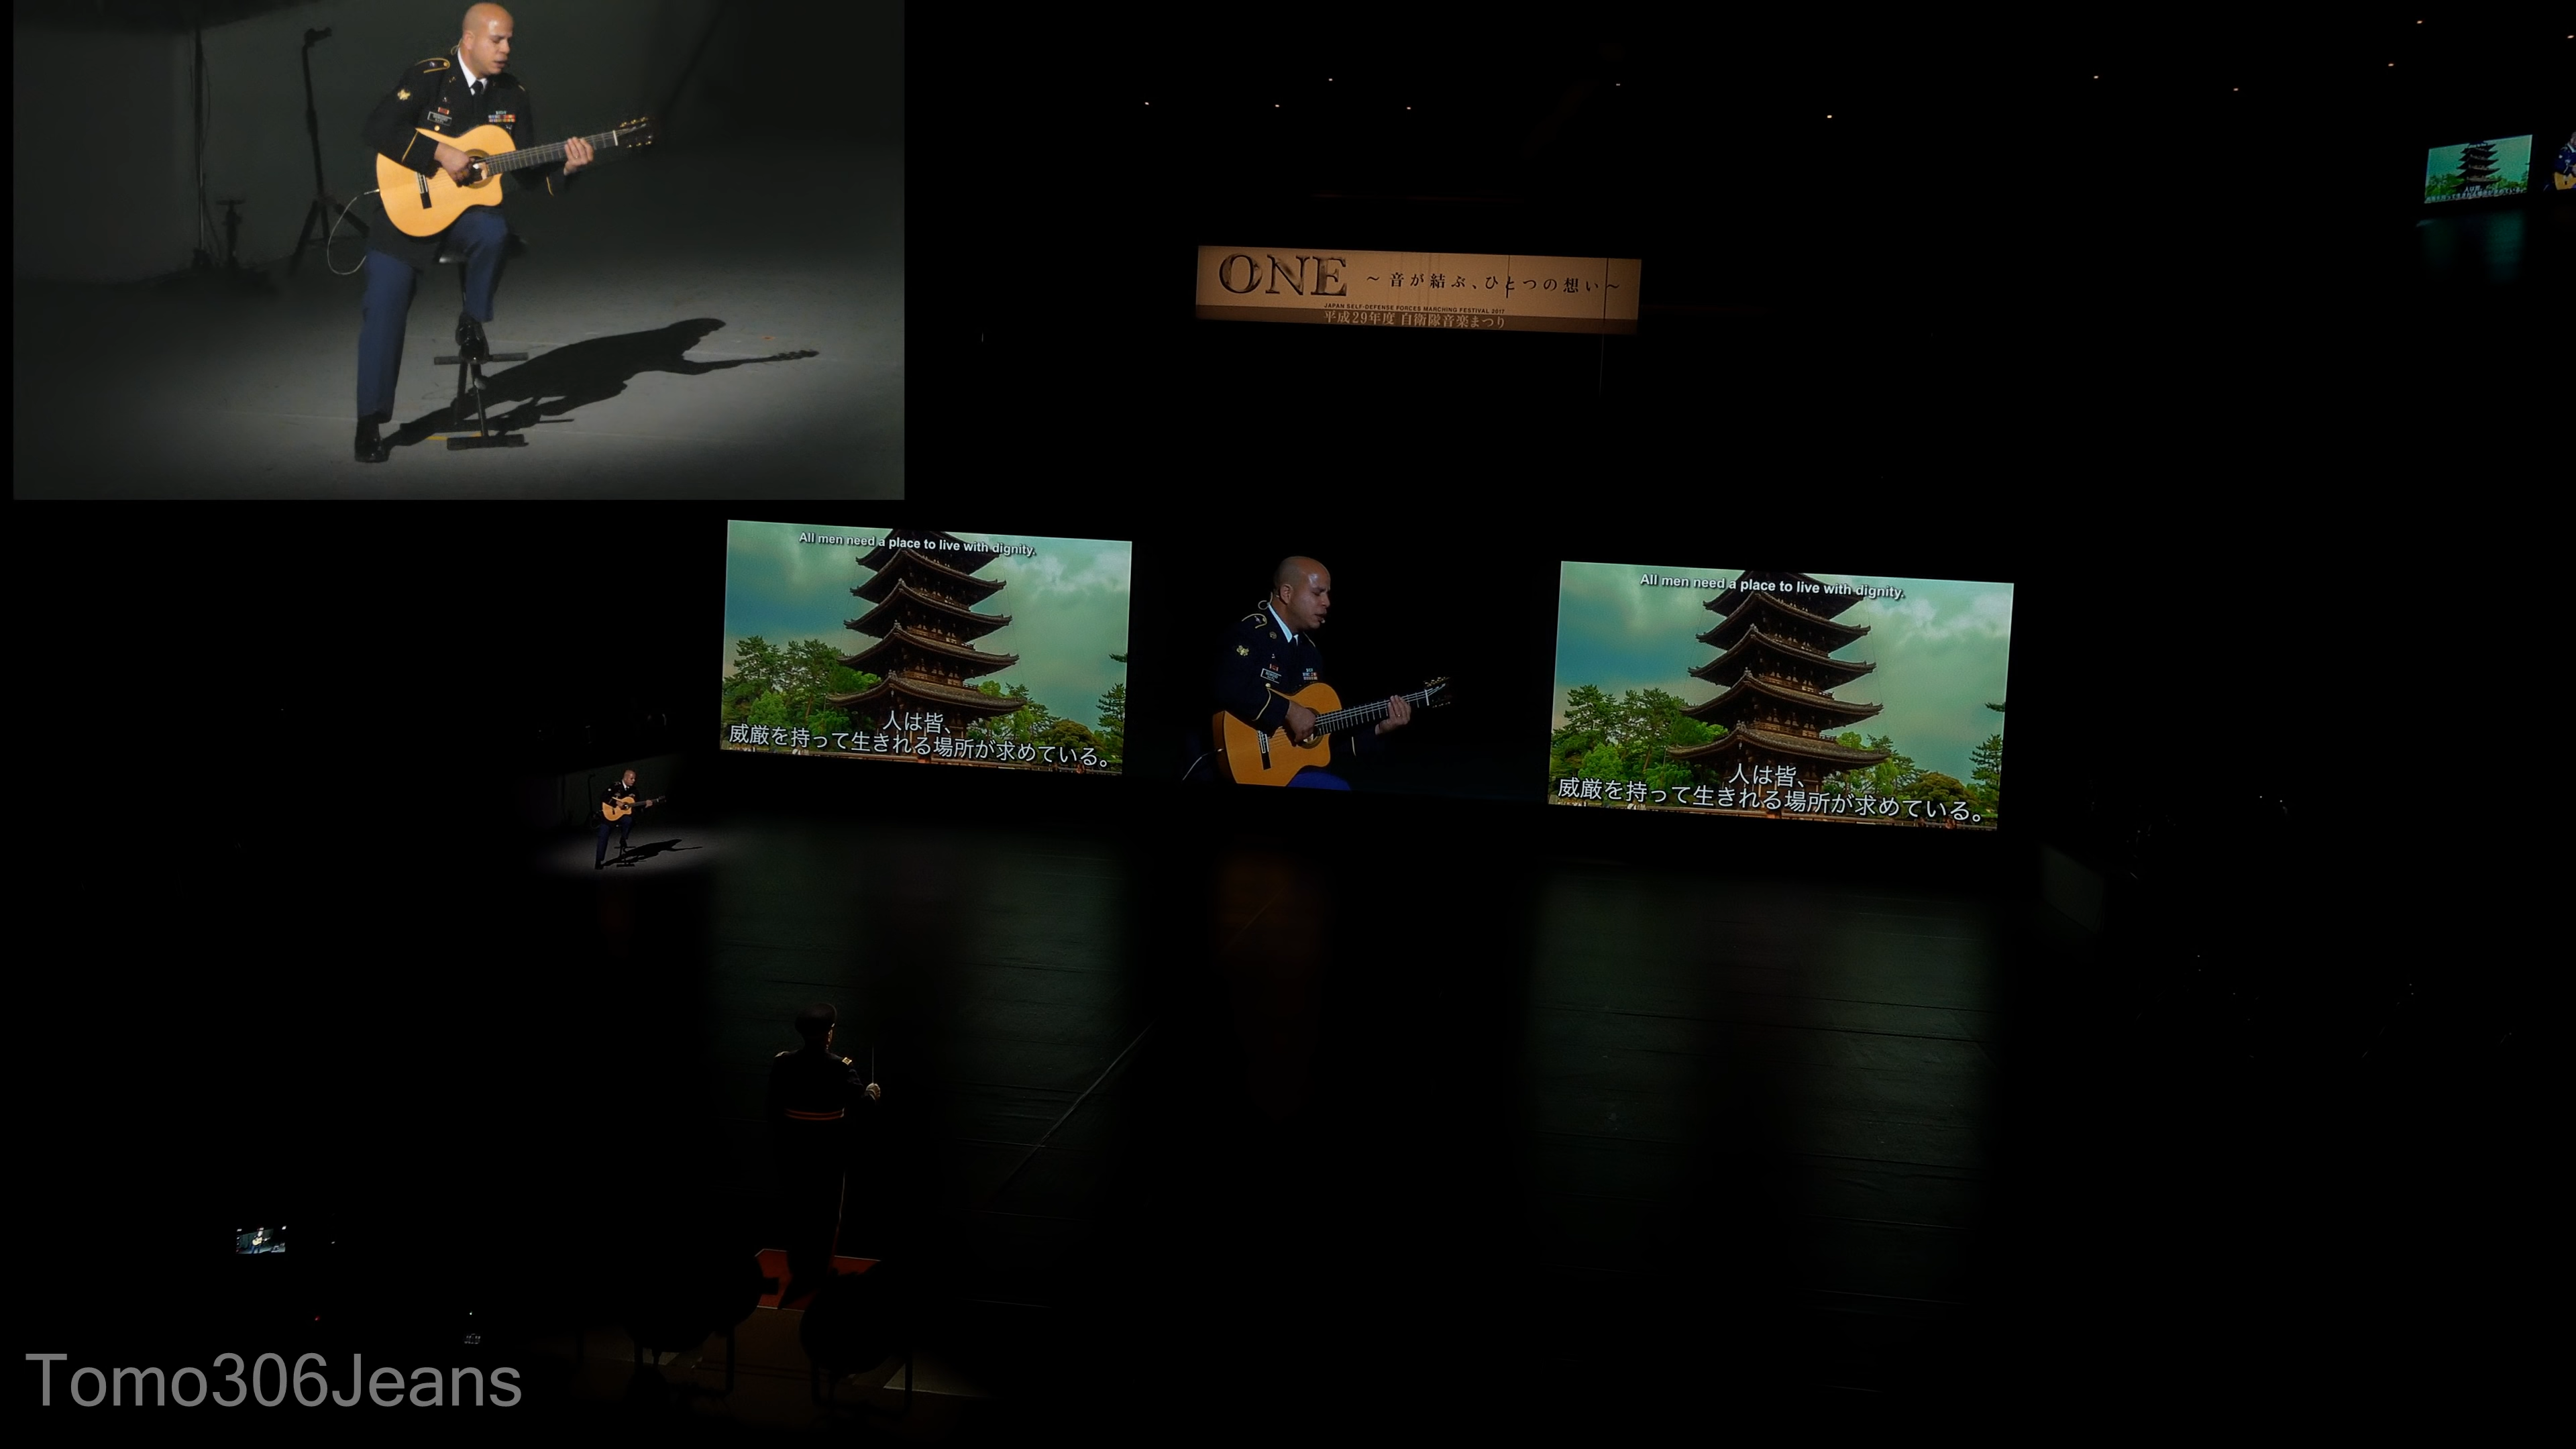 ONE ～音が結ぶ、ひとつの想い～
JAPAN SELF-DEFENSE FORCES MARCHING FESTIVAL 2017
平成29年度 自衛隊音楽まつり
All men need a place to live with dignity.
人は皆、
威厳を持って生きれる場所が求めている。
All men need a place to live with dignity.
人は皆、
威厳を持って生きれる場所が求めている。
Tomo306Jeans